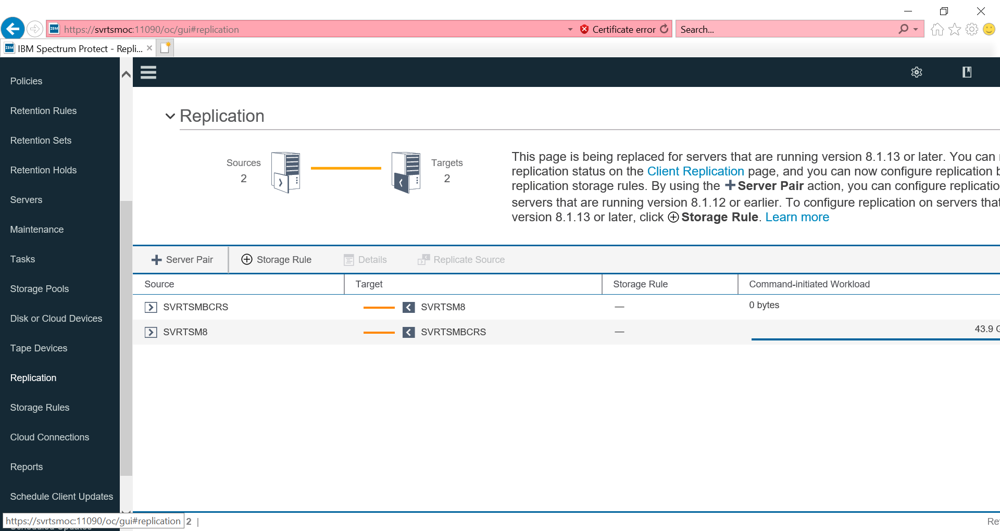 https://svrtsmoc:11090/oc/gui#replication
Certificate error
Search...
IBM Spectrum Protect - Repli...
Policies
Retention Rules
Retention Sets
Retention Holds
Servers
Maintenance
Tasks
Storage Pools
Disk or Cloud Devices
Tape Devices
Replication
Storage Rules
Cloud Connections
Reports
Schedule Client Updates
https://svrtsmoc:11090/oc/gui#replication
Replication
Sources
2
Targets
2
This page is being replaced for servers that are running version 8.1.13 or later. You can
replication status on the Client Replication page, and you can now configure replication
replication storage rules. By using the + Server Pair action, you can configure replicatio
servers that are running version 8.1.12 or earlier. To configure replication on servers that
version 8.1.13 or later, click ⊕ Storage Rule. Learn more
Server Pair
Storage Rule
Details
Replicate Source
Source Target Storage Rule Command-initiated Workload
SVRTSMBCRS SVRTSM8 — 0 bytes
SVRTSM8 SVRTSMBCRS — 43.9
2 |